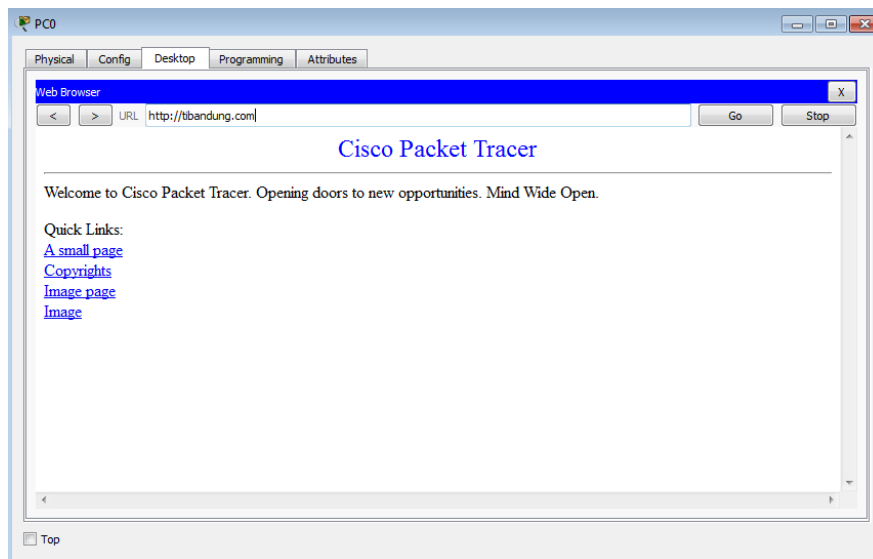 PC0
Physical Config Desktop Programming Attributes
Web Browser X
< > URL http://tibandung.com Go Stop
Cisco Packet Tracer
Welcome to Cisco Packet Tracer. Opening doors to new opportunities. Mind Wide Open.
Quick Links:
A small page
Copyrights
Image page
Image
Top